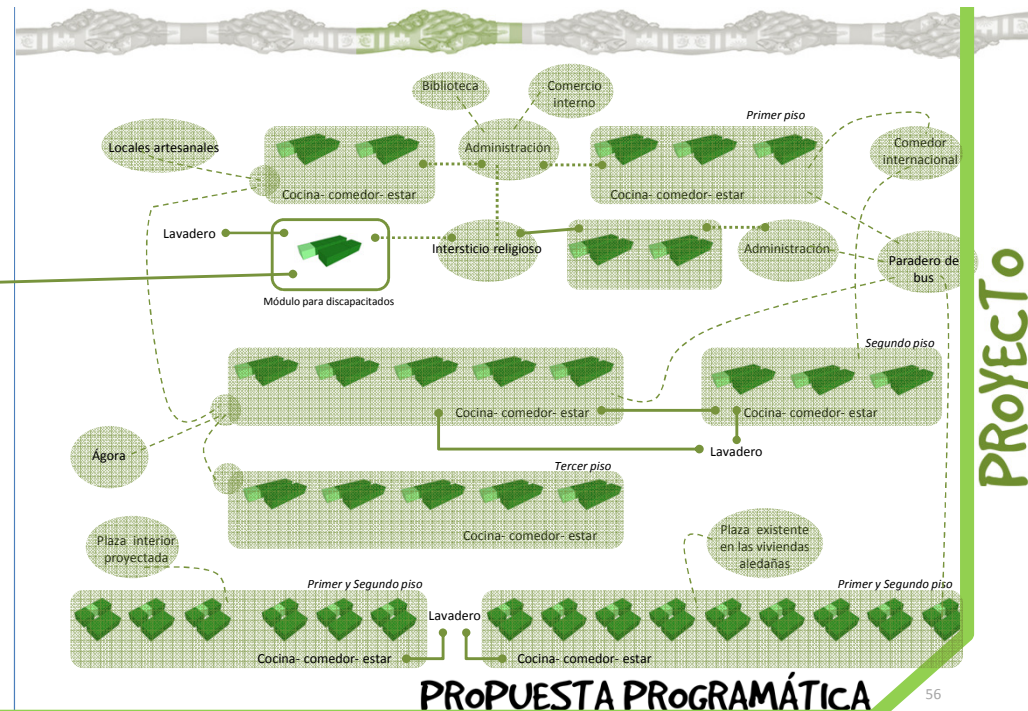 Biblioteca
Comercio
interno
Primer piso
Locales artesanales
Administración
Comedor
internacional
Cocina- comedor- estar
Cocina- comedor- estar
Lavadero
Intersticio religioso
Administración
Paradero de
bus
Módulo para discapacitados
Segundo piso
Cocina- comedor- estar
Cocina- comedor- estar
Ágora
Lavadero
Tercer piso
Cocina- comedor- estar
Plaza interior
proyectada
Plaza existente
en las viviendas
aledañas
Primer y Segundo piso
Primer y Segundo piso
Lavadero
Cocina- comedor- estar
Cocina- comedor- estar
PROYECTO
PROPUESTA PROGRAMÁTICA
56